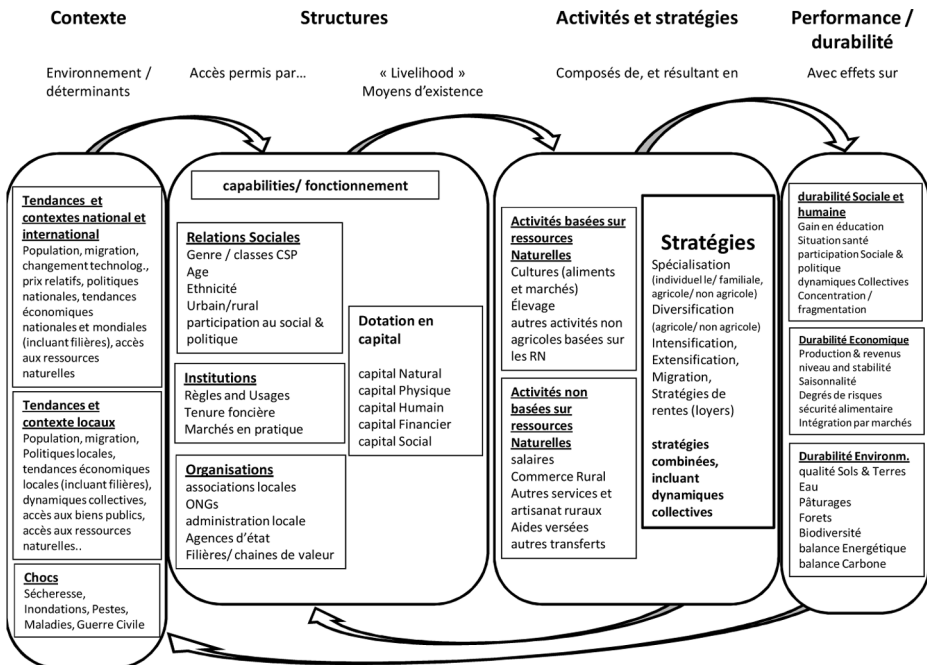 Contexte
Structures
Activités et stratégies
Performance /
durabilité
Environnement /
déterminants
Accès permis par…
« Livelihood »
Moyens d’existence
Composés de, et résultant en
Avec effets sur
Tendances et
contextes national et
international
Population, migration,
changement technolog.,
prix relatifs, politiques
nationales, tendances
économiques
nationales et mondiales
(incluant filières), accès
aux ressources
naturelles
Tendances et
contexte locaux
Population, migration,
Politiques locales,
tendances économiques
locales (incluant filières),
dynamiques collectives,
accès aux biens publics,
accès aux ressources
naturelles..
Chocs
Sécheresse,
Inondations, Pestes,
Maladies, Guerre Civile
capabilities/ fonctionnement
Relations Sociales
Genre / classes CSP
Age
Ethnicité
Urbain/rural
participation au social &
politique
Institutions
Règles and Usages
Tenure foncière
Marchés en pratique
Organisations
associations locales
ONGs
administration locale
Agences d’état
Filières/ chaines de valeur
Dotation en
capital
capital Natural
capital Physique
capital Humain
capital Financier
capital Social
Activités basées sur
ressources
Naturelles
Cultures (aliments
et marchés)
Élevage
autres activités non
agricoles basées sur
les RN
Activités non
basées sur
ressources
Naturelles
salaires
Commerce Rural
Autres services et
artisanat ruraux
Aides versées
autres transferts
Stratégies
Spécialisation
(individuel le/ familiale,
agricole/ non agricole)
Diversification
(agricole/ non agricole)
Intensification,
Extensification,
Migration,
Stratégies de
rentes (loyers)
stratégies
combinées,
incluant
dynamiques
collectives
durabilité Sociale et
humaine
Gain en éducation
Situation santé
participation Sociale &
politique
dynamiques Collectives
Concentration /
fragmentation
Durabilité Economique
Production & revenus
niveau and stabilité
Saisonnalité
Degrés de risques
sécurité alimentaire
Intégration par marchés
Durabilité Environm.
qualité Sols & Terres
Eau
Pâturages
Forets
Biodiversité
balance Energétique
balance Carbone